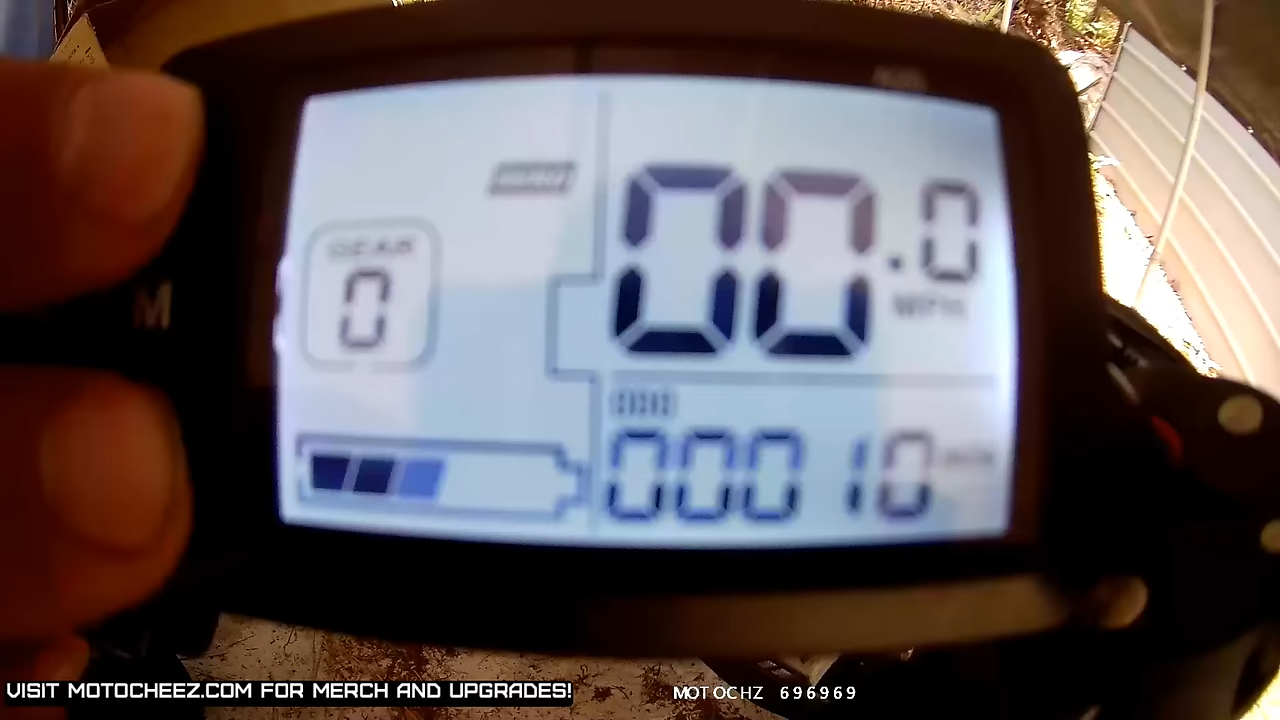 GEAR
0
M
00.0
MPH
00010
VISIT MOTOCHEEZ.COM FOR MERCH AND UPGRADES!
MOTOCHZ 696969